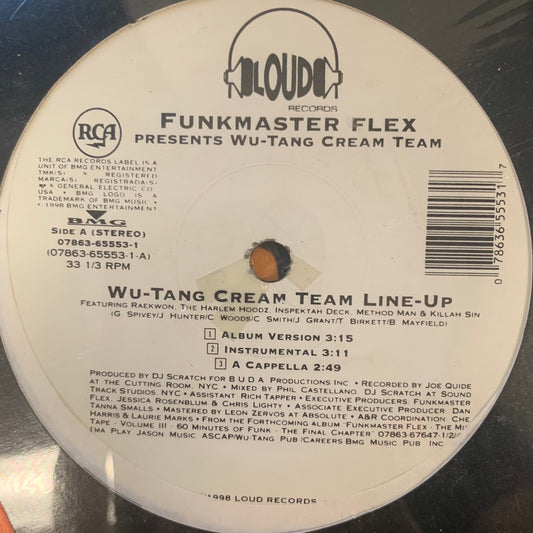 LOUD
RECORDS
FUNKMASTER FLEX
PRESENTS WU-TANG CREAM TEAM
RCA
THE RCA RECORDS LABEL IS A
UNIT OF BMG ENTERTAINMENT
TMK(S) ® REGISTERED
MARCA(S) REGISTRADA(S)
® GENERAL ELECTRIC CO.
USA • BMG LOGO IS A
TRADEMARK OF BMG MUSIC •
1998 BMG ENTERTAINMENT
BMG
SIDE A (STEREO)
07863-65553-1
(07863-65553-1-A)
33 1/3 RPM
0 78636 55531 7
WU-TANG CREAM TEAM LINE-UP
FEATURING RAEKWON, THE HARLEM HOODZ, INSPEKTAH DECK, METHOD MAN & KILLAH SIN
(G. SPIVEY/J HUNTER/C WOODS/C SMITH/J GRANT/T BIRKETT/B MAYFIELD)
1 ALBUM VERSION 3:15
2 INSTRUMENTAL 3:11
3 A CAPPELLA 2:49
PRODUCED BY DJ SCRATCH FOR B U D A PRODUCTIONS INC • RECORDED BY JOE QUIDE
AT THE CUTTING ROOM, NYC • MIXED BY PHIL CASTELLANO, DJ SCRATCH AT SOUND
TRACK STUDIOS, NYC • ASSISTANT RICH TAPPER • EXECUTIVE PRODUCERS: FUNKMASTER
FLEX, JESSICA ROSENBLUM & CHRIS LIGHTY • ASSOCIATE EXECUTIVE PRODUCER: DAN
TANNA SMALLS • MASTERED BY LEON ZERVOS AT ABSOLUTE • A&R COORDINATION: CHE
HARRIS & LAURIE MARKS • FROM THE FORTHCOMING ALBUM "FUNKMASTER FLEX - THE MI
TAPE - VOLUME III - 60 MINUTES OF FUNK - THE FINAL CHAPTER" 07863-67647-1/2/
IMA PLAY JASON MUSIC ASCAP/WU-TANG PUB /CAREERS BMG MUSIC PUB INC
1998 LOUD RECORDS